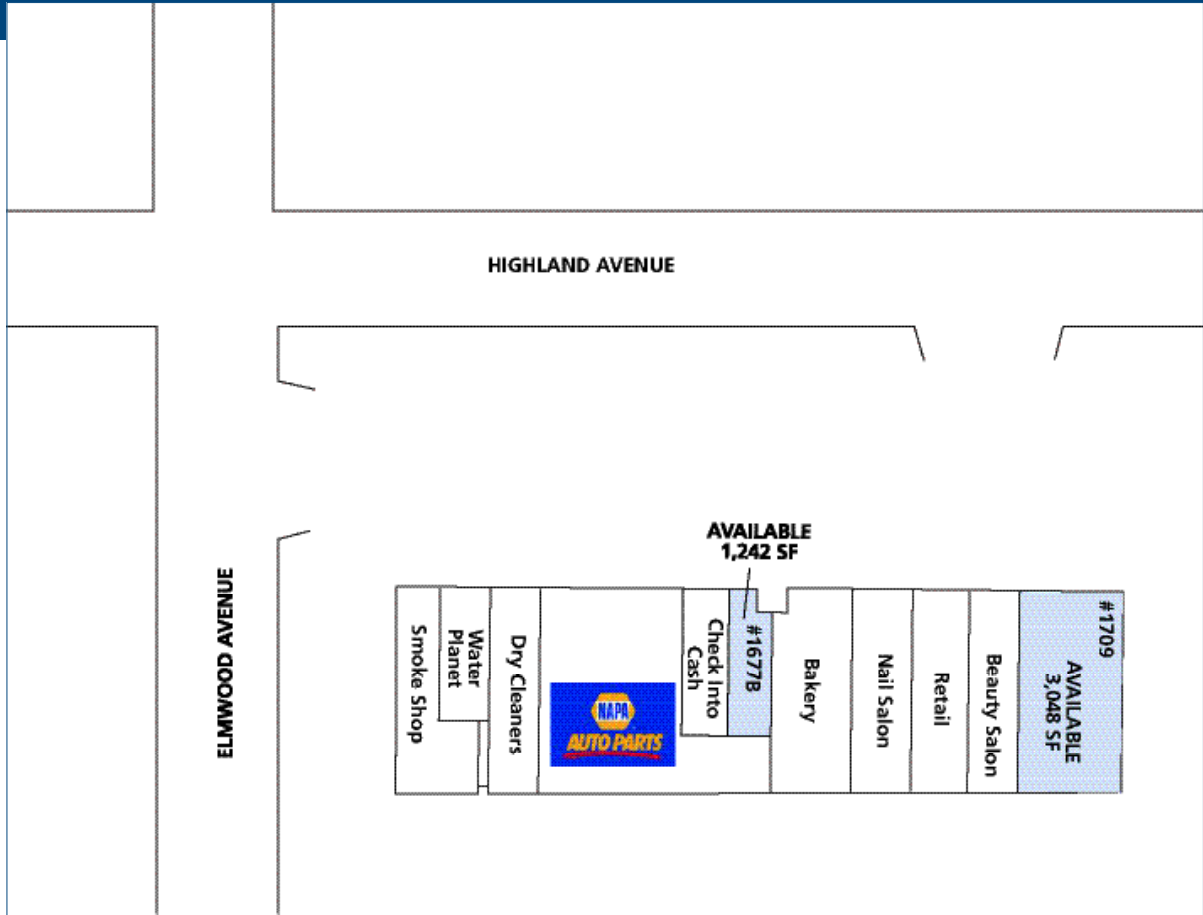 HIGHLAND AVENUE
AVAILABLE
1,242 SF
ELMWOOD AVENUE
Smoke Shop
Water
Planet
Dry Cleaners
NAPA
AUTO PARTS
Check Into
Cash
#1677B
Bakery
Nail Salon
Retail
Beauty Salon
#1709
AVAILABLE
3,048 SF